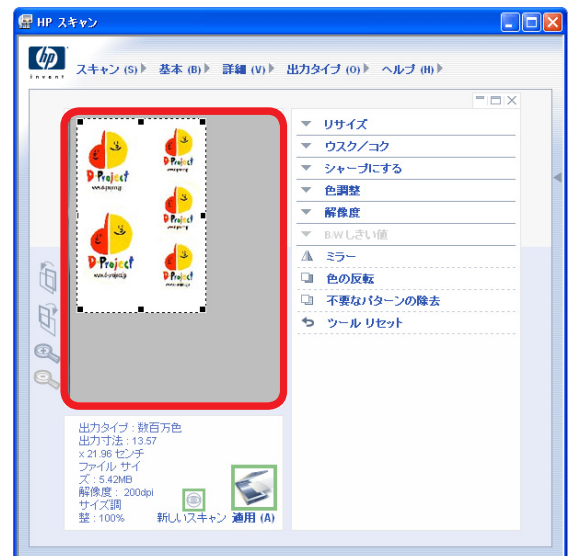 HP スキャン
hp
invent
スキャン (S) 基本 (B) 詳細 (V) 出力タイプ (O) ヘルプ (H)
リサイズ
ウスク/コク
シャープにする
色調整
解像度
B/Wしきい値
ミラー
色の反転
不要なパターンの除去
ツール リセット
D-Project
D-Project
D-Project
D-Project
D-Project
出力タイプ : 数百万色
出力寸法 : 13.57
x 21.96 センチ
ファイル サイ
ズ : 5.42MB
解像度 : 200dpi
サイズ調
整 : 100%
新しいスキャン 適用 (A)